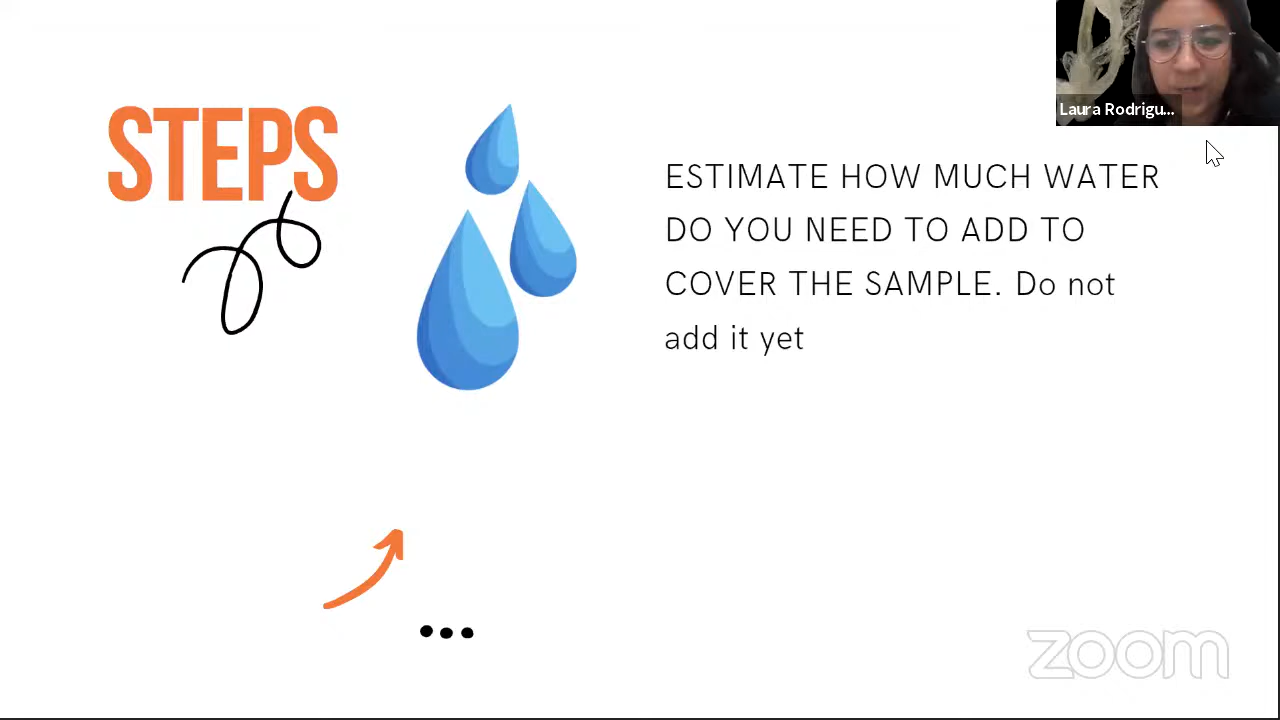 Laara Rodrigu...
STEPS
ESTIMATE HOW MUCH WATER
DO YOU NEED TO ADD TO
COVER THE SAMPLE. Do not
add it yet
zoom